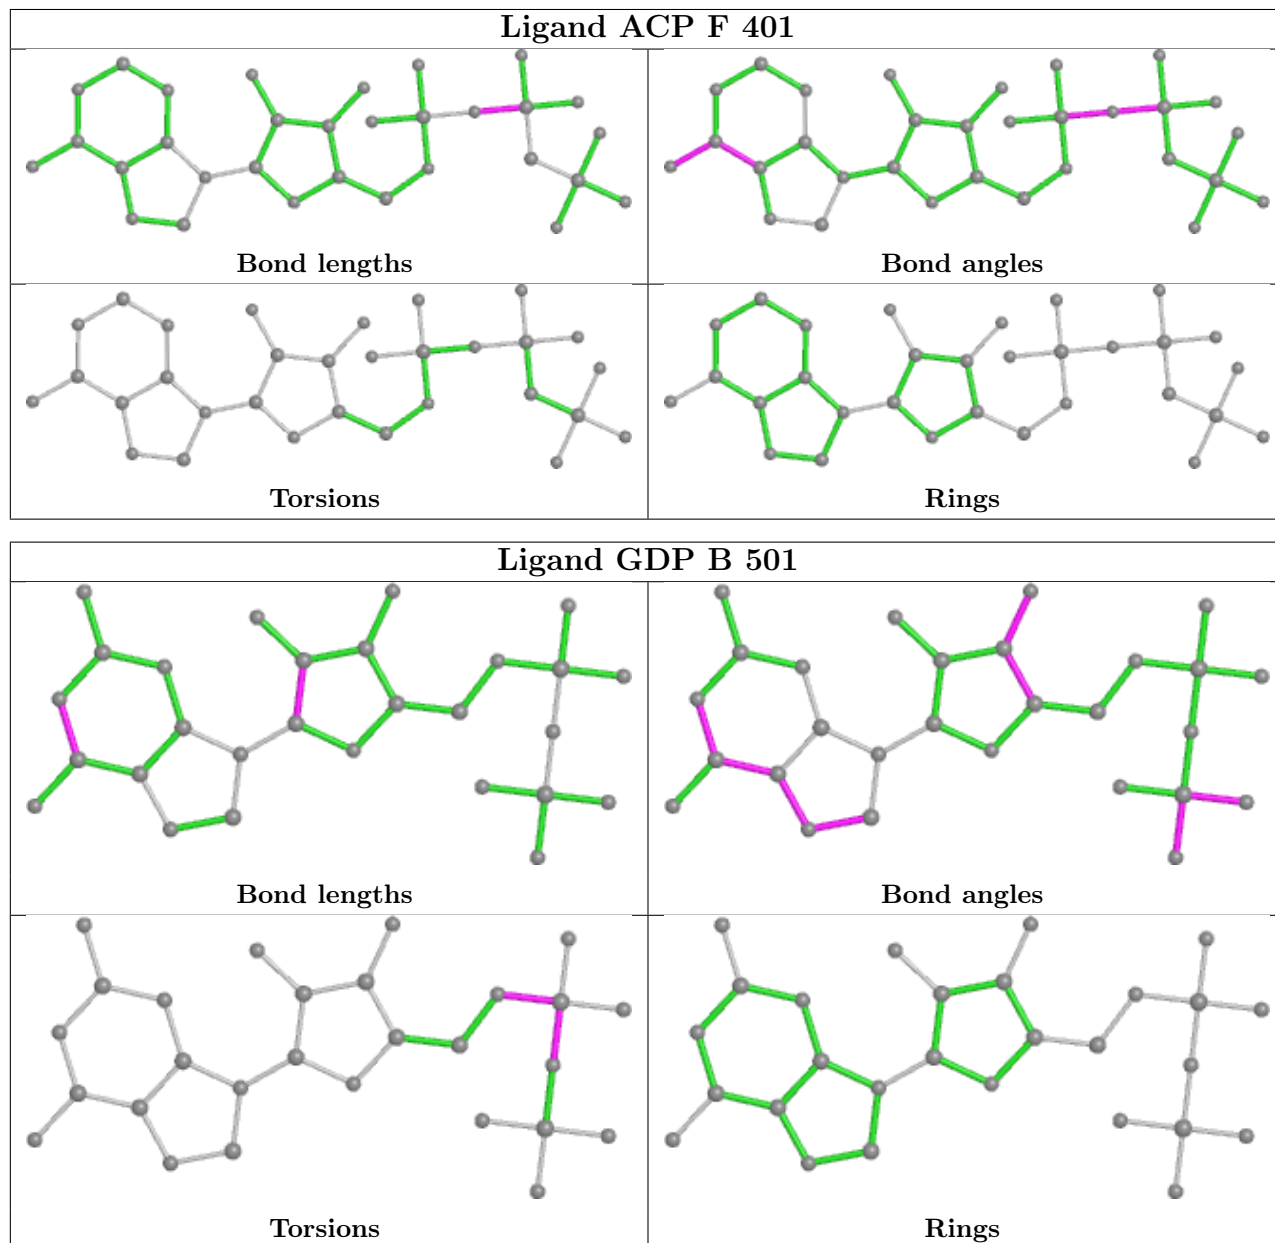 Ligand ACP F 401
Bond lengths
Bond angles
Torsions
Rings
Ligand GDP B 501
Bond lengths
Bond angles
Torsions
Rings